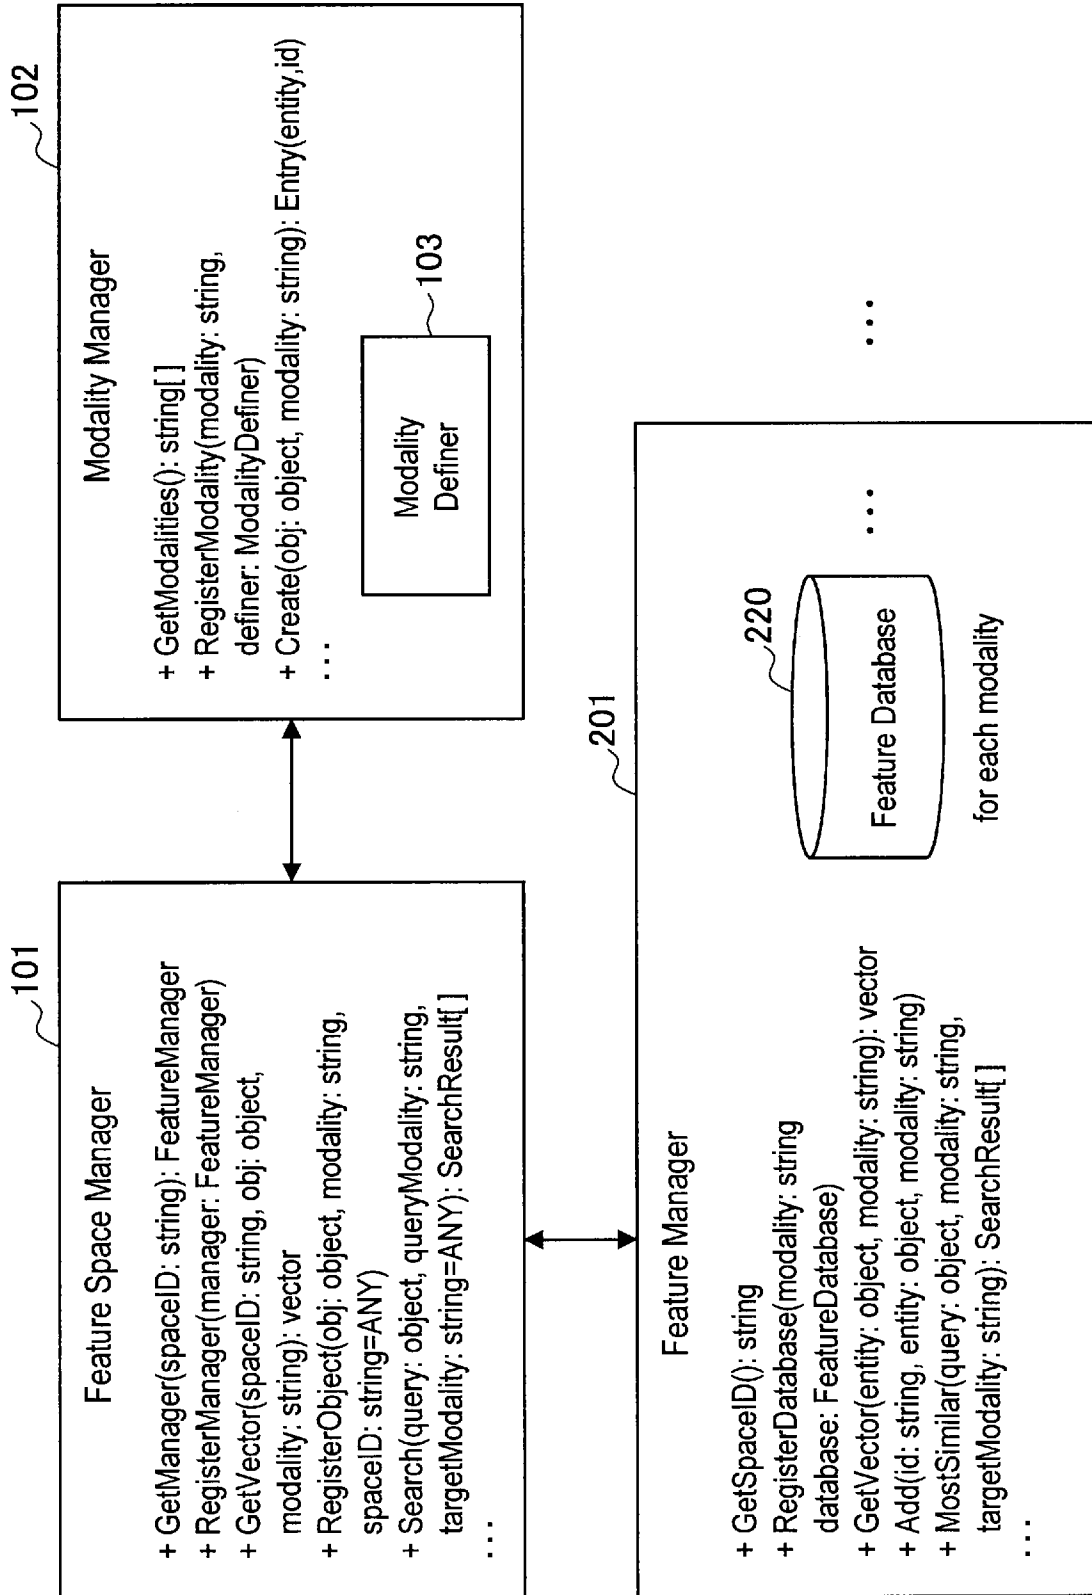 101
Feature Space Manager
+ GetManager(spaceID: string): FeatureManager
+ RegisterManager(manager: FeatureManager)
+ GetVector(spaceID: string, obj: object,
modality: string): vector
+ RegisterObject(obj: object, modality: string,
spaceID: string=ANY)
+ Search(query: object, queryModality: string,
targetModality: string=ANY): SearchResult[ ]
...
102
Modality Manager
+ GetModalities(): string[ ]
+ RegisterModality(modality: string,
definer: ModalityDefiner)
+ Create(obj: object, modality: string): Entry(entity,id)
...
103
Modality
Definer
201
Feature Manager
+ GetSpaceID(): string
+ RegisterDatabase(modality: string
database: FeatureDatabase)
+ GetVector(entity: object, modality: string): vector
+ Add(id: string, entity: object, modality: string)
+ MostSimilar(query: object, modality: string,
targetModality: string): SearchResult[ ]
...
220
Feature Database
...
for each modality
...